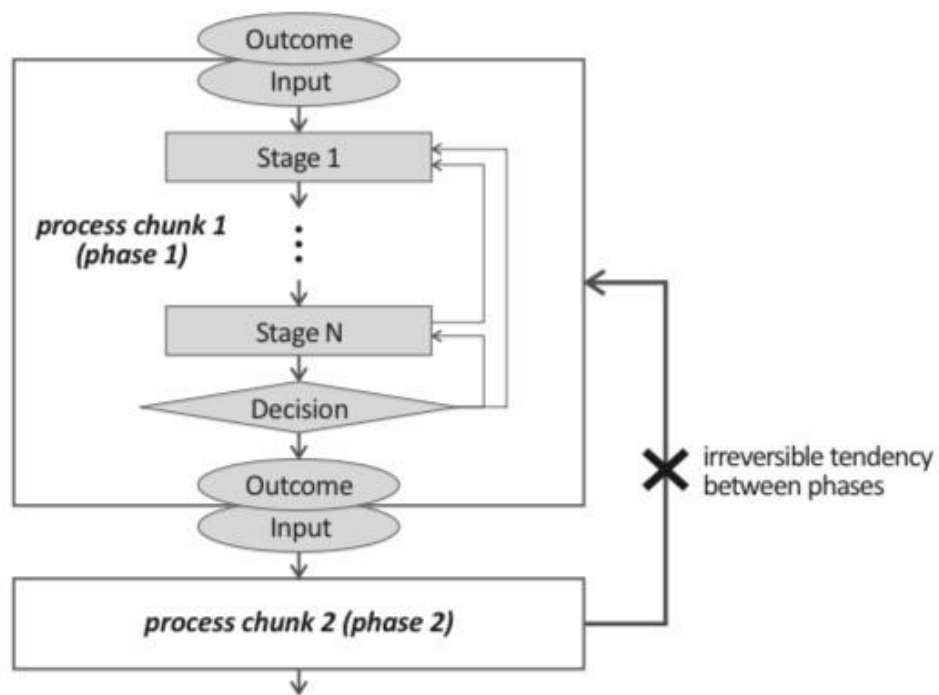 Outcome
Input
Stage 1
process chunk 1
(phase 1)
Stage N
Decision
irreversible tendency
between phases
Outcome
Input
process chunk 2 (phase 2)